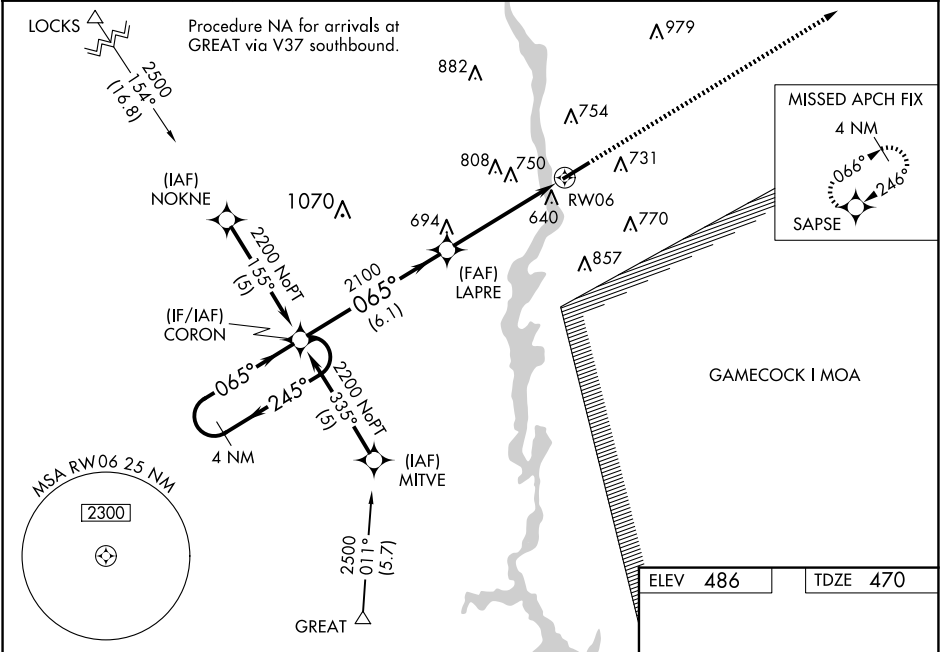 LOCKS
Procedure NA for arrivals at
GREAT via V37 southbound.
2500
154°
(16.8)
979
882
754
MISSED APCH FIX
4 NM
066°
246°
SAPSE
808
750
731
RW06
640
(IAF)
NOKNE
1070
694
770
857
2200 NoPT
155°
(5)
2100
065°
(6.1)
(FAF)
LAPRE
(IF/IAF)
CORON
GAMECOCK I MOA
065°
245°
4 NM
2200 NoPT
335°
(5)
(IAF)
MITVE
MSA RW06 25 NM
2300
2500
011°
(5.7)
GREAT
ELEV 486
TDZE 470